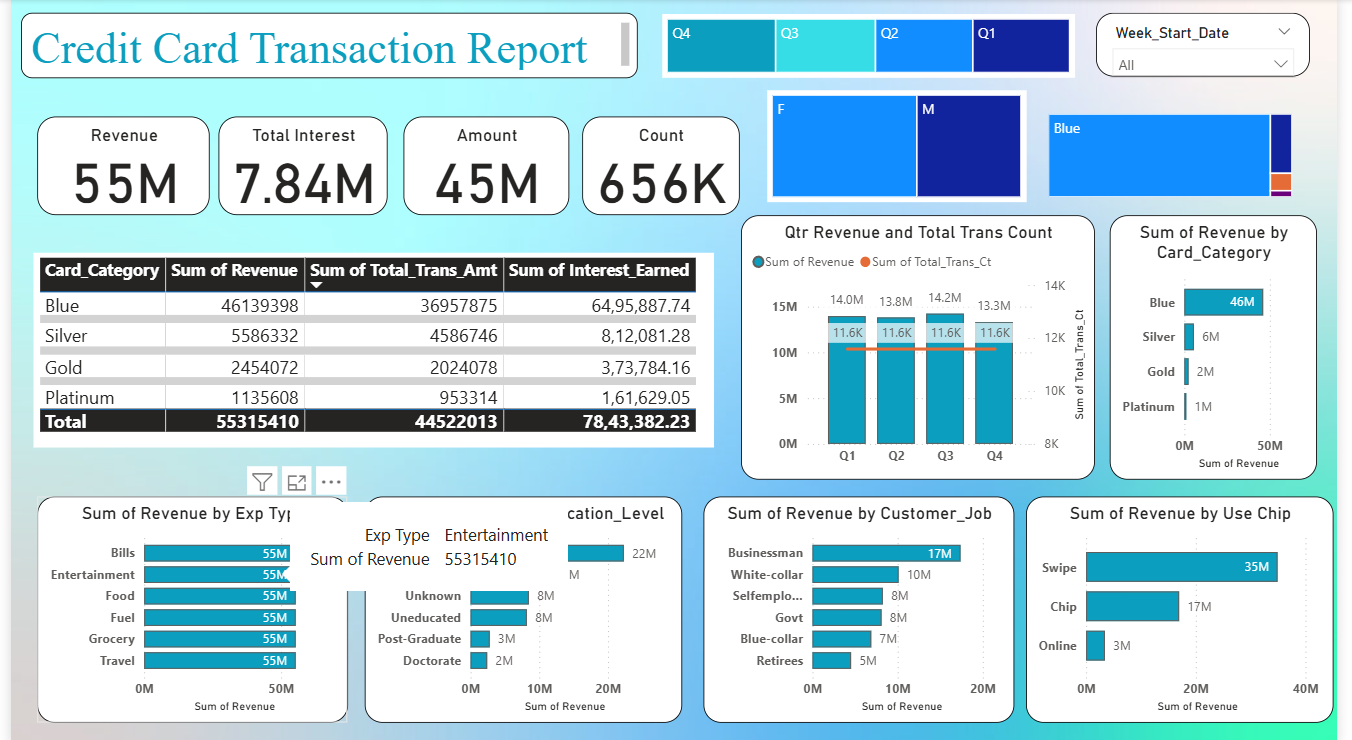 Credit Card Transaction Report
Q4
Q3
Q2
Q1
Week_Start_Date
All
Revenue
55M
Total Interest
7.84M
Amount
45M
Count
656K
F
M
Blue
Card_Category Sum of Revenue Sum of Total_Trans_Amt Sum of Interest_Earned
Blue 46139398 36957875 64,95,887.74
Silver 5586332 4586746 8,12,081.28
Gold 2454072 2024078 3,73,784.16
Platinum 1135608 953314 1,61,629.05
Total 55315410 44522013 78,43,382.23
Qtr Revenue and Total Trans Count
Sum of Revenue Sum of Total_Trans_Ct
15M
10M
5M
0M
14.0M 13.8M 14.2M 13.3M
11.6K 11.6K 11.6K 11.6K
Q1 Q2 Q3 Q4
14K
12K
10K
8K
Sum of Total_Trans_Ct
Sum of Revenue by
Card_Category
Blue 46M
Silver 6M
Gold 2M
Platinum 1M
0M 50M
Sum of Revenue
Sum of Revenue by Exp Typ
Bills 55M
Entertainment 55M
Food 55M
Fuel 55M
Grocery 55M
Travel 55M
0M 50M
Sum of Revenue
Exp Type Entertainment
Sum of Revenue 55315410
cation_Level
22M
M
Unknown 8M
Uneducated 8M
Post-Graduate 3M
Doctorate 2M
0M 10M 20M
Sum of Revenue
Sum of Revenue by Customer_Job
Businessman 17M
White-collar 10M
Selfemplo... 8M
Govt 8M
Blue-collar 7M
Retirees 5M
0M 10M 20M
Sum of Revenue
Sum of Revenue by Use Chip
Swipe 35M
Chip 17M
Online 3M
0M 20M 40M
Sum of Revenue